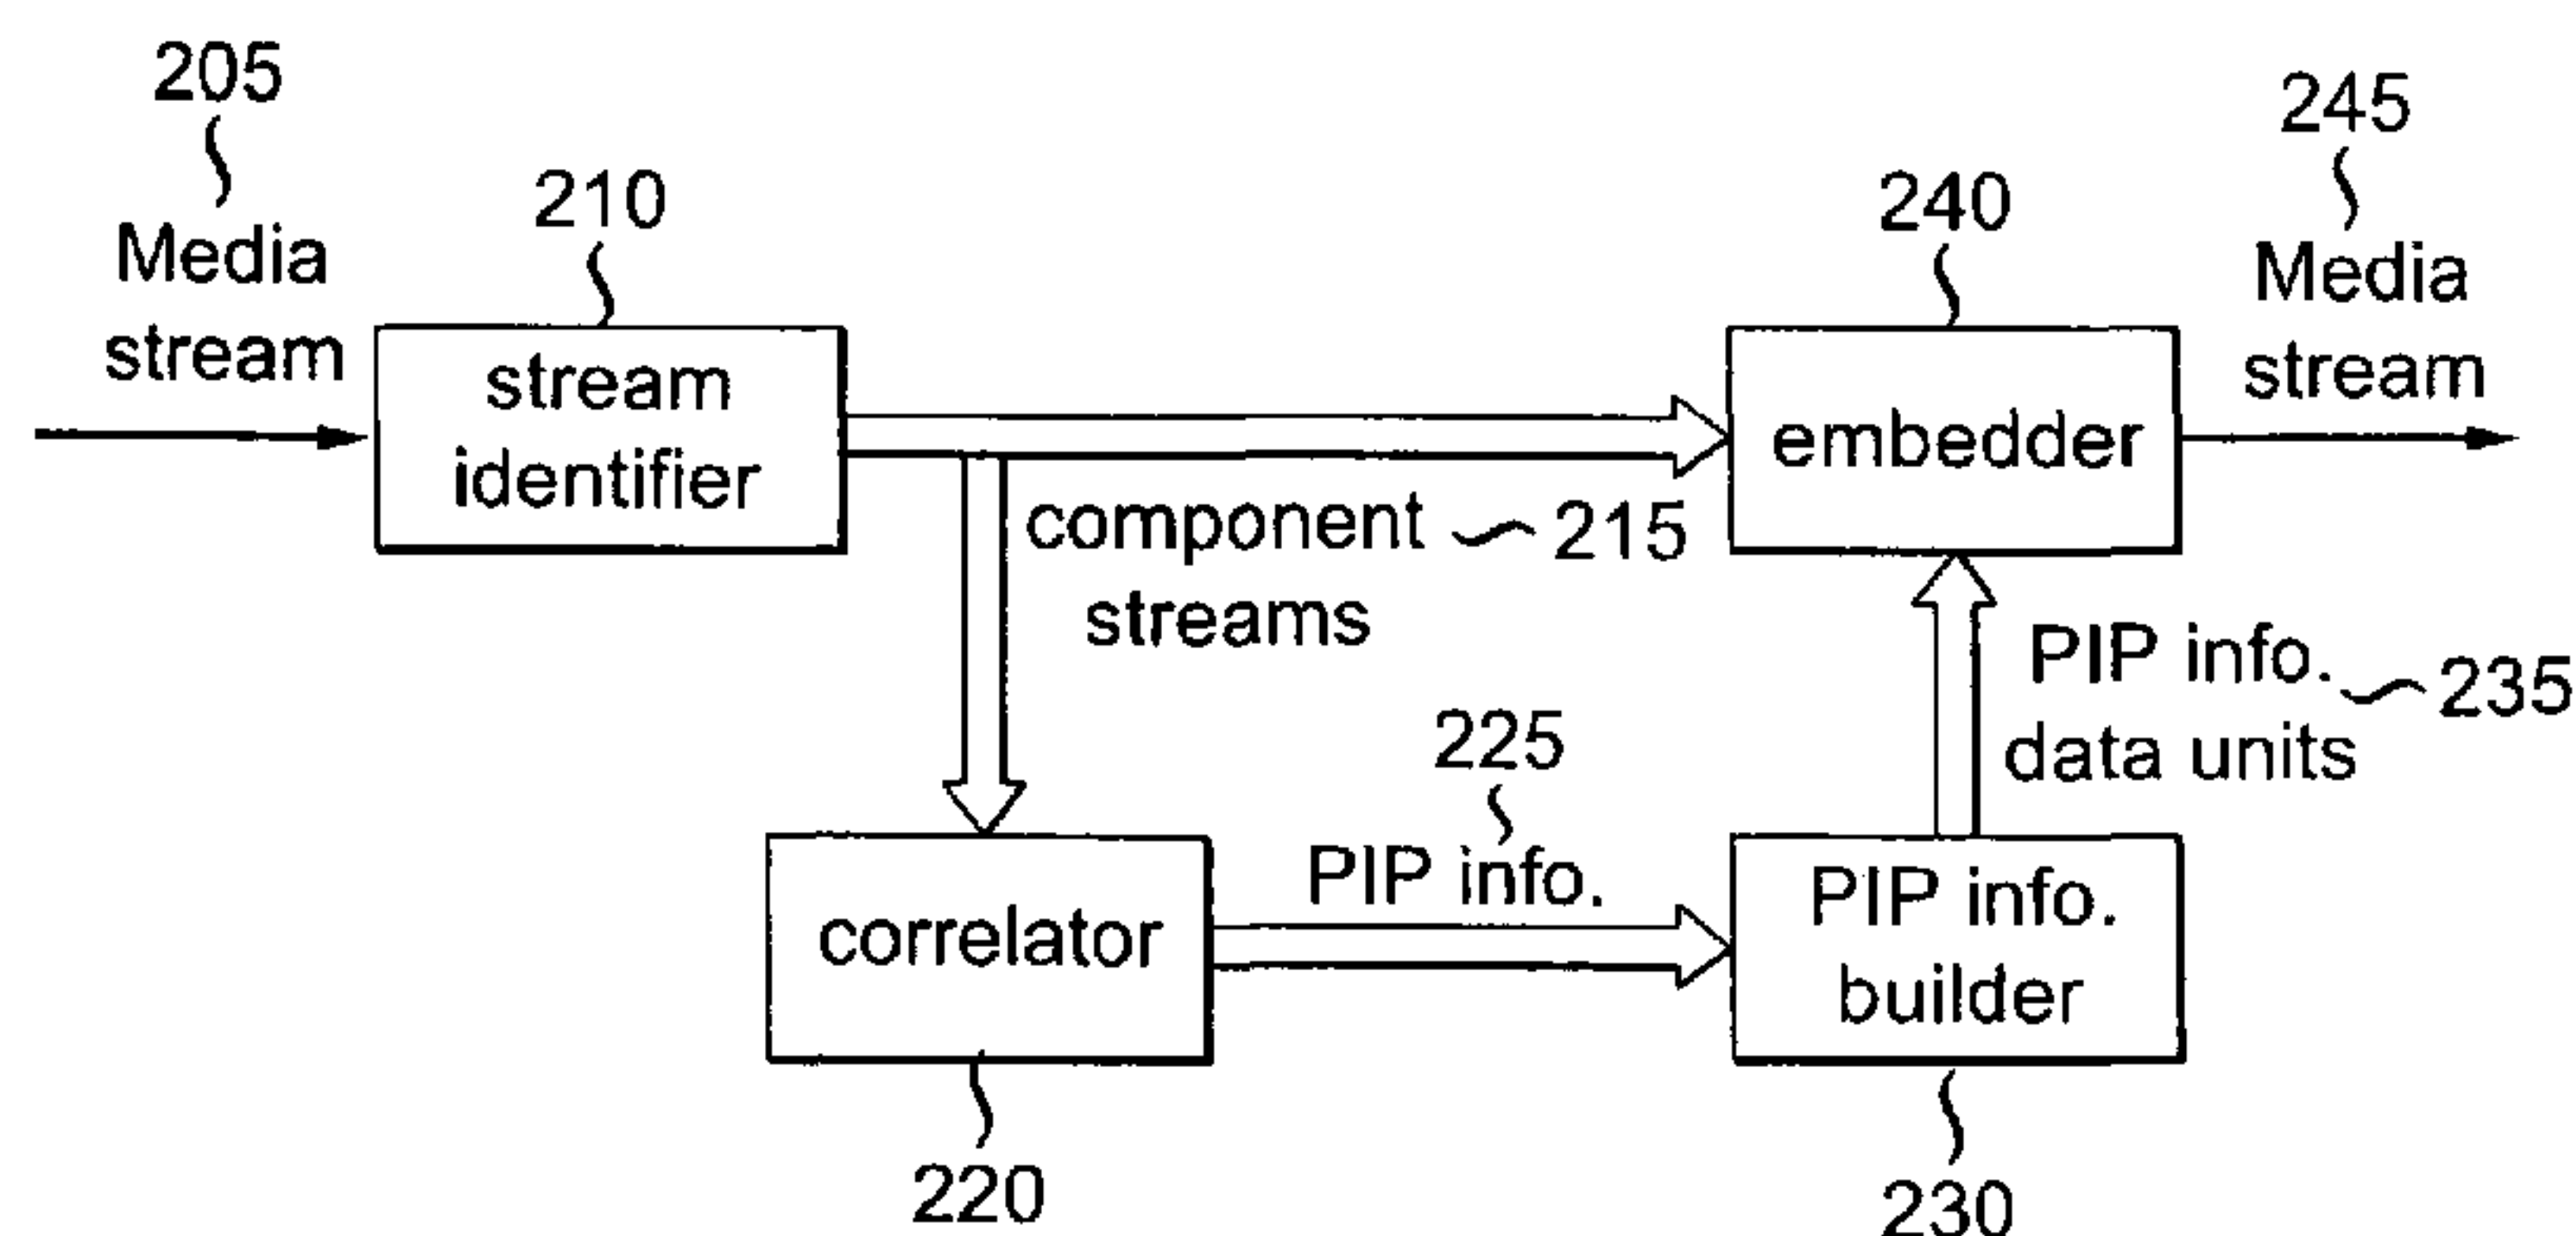 205
Media
stream
210
stream
identifier
component
streams
215
240
embedder
245
Media
stream
PIP info.
data units
235
225
PIP info.
correlator
220
PIP info.
builder
230